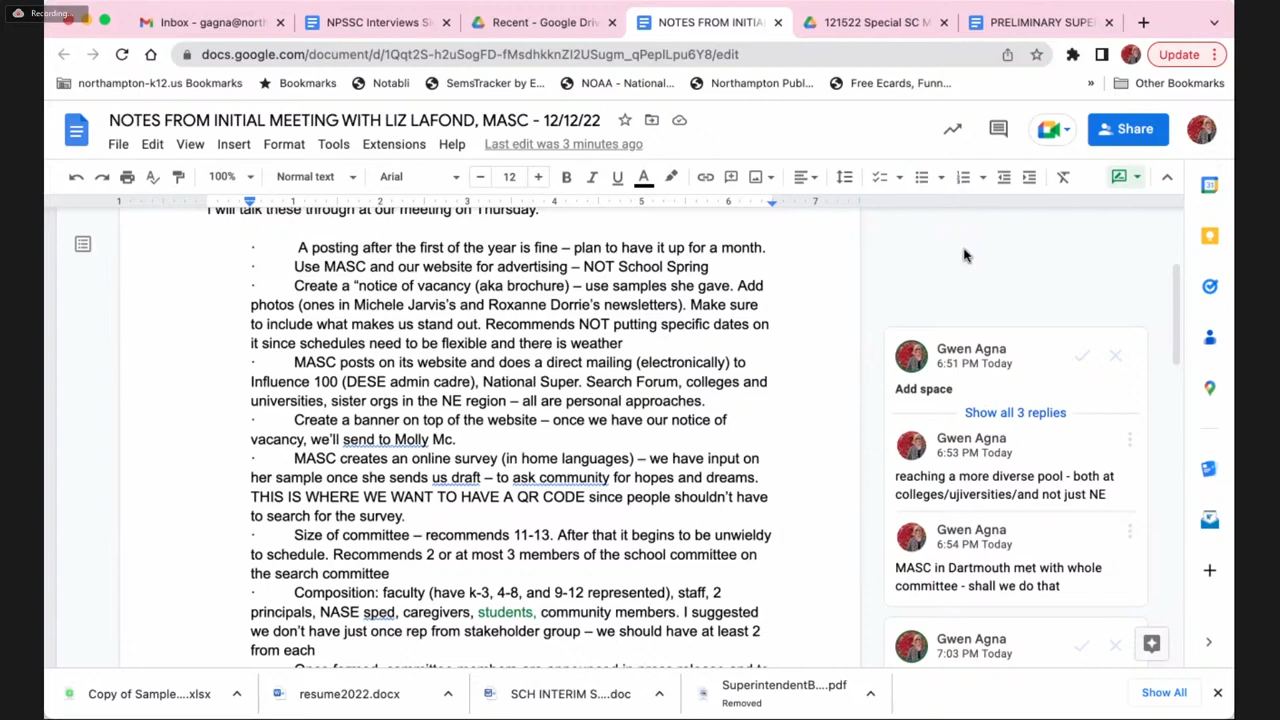 Recording...
Inbox - gagna@north
NPSSC Interviews S
Recent - Google Driv
NOTES FROM INITIA
121522 Special SC M
PRELIMINARY SUPE
docs.google.com/document/d/1Qqt2S-h2uSogFD-fMsdhkknZI2USugm_qPeplLpu6Y8/edit
Update
northampton-k12.us Bookmarks
Bookmarks
Notabli
SemsTracker by E...
NOAA - National...
Northampton Publ...
Free Ecards, Funn...
»
Other Bookmarks
NOTES FROM INITIAL MEETING WITH LIZ LAFOND, MASC - 12/12/22
File Edit View Insert Format Tools Extensions Help Last edit was 3 minutes ago
Share
100% Normal text Arial 12
1 1 2 3 4 5 6 7
I will talk these through at our meeting on Thursday.
· A posting after the first of the year is fine – plan to have it up for a month.
· Use MASC and our website for advertising – NOT School Spring
· Create a “notice of vacancy (aka brochure) – use samples she gave. Add
photos (ones in Michele Jarvis’s and Roxanne Dorrie’s newsletters). Make sure
to include what makes us stand out. Recommends NOT putting specific dates on
it since schedules need to be flexible and there is weather
· MASC posts on its website and does a direct mailing (electronically) to
Influence 100 (DESE admin cadre), National Super. Search Forum, colleges and
universities, sister orgs in the NE region – all are personal approaches.
· Create a banner on top of the website – once we have our notice of
vacancy, we’ll send to Molly Mc.
· MASC creates an online survey (in home languages) – we have input on
her sample once she sends us draft – to ask community for hopes and dreams.
THIS IS WHERE WE WANT TO HAVE A QR CODE since people shouldn’t have
to search for the survey.
· Size of committee – recommends 11-13. After that it begins to be unwieldy
to schedule. Recommends 2 or at most 3 members of the school committee on
the search committee
· Composition: faculty (have k-3, 4-8, and 9-12 represented), staff, 2
principals, NASE sped, caregivers, students, community members. I suggested
we don’t have just once rep from stakeholder group – we should have at least 2
from each
Gwen Agna
6:51 PM Today
Add space
Show all 3 replies
Gwen Agna
6:53 PM Today
reaching a more diverse pool - both at
colleges/ujiversities/and not just NE
Gwen Agna
6:54 PM Today
MASC in Dartmouth met with whole
committee - shall we do that
Gwen Agna
7:03 PM Today
Copy of Sample....xlsx
resume2022.docx
SCH INTERIM S....doc
SuperintendentB....pdf
Removed
Show All